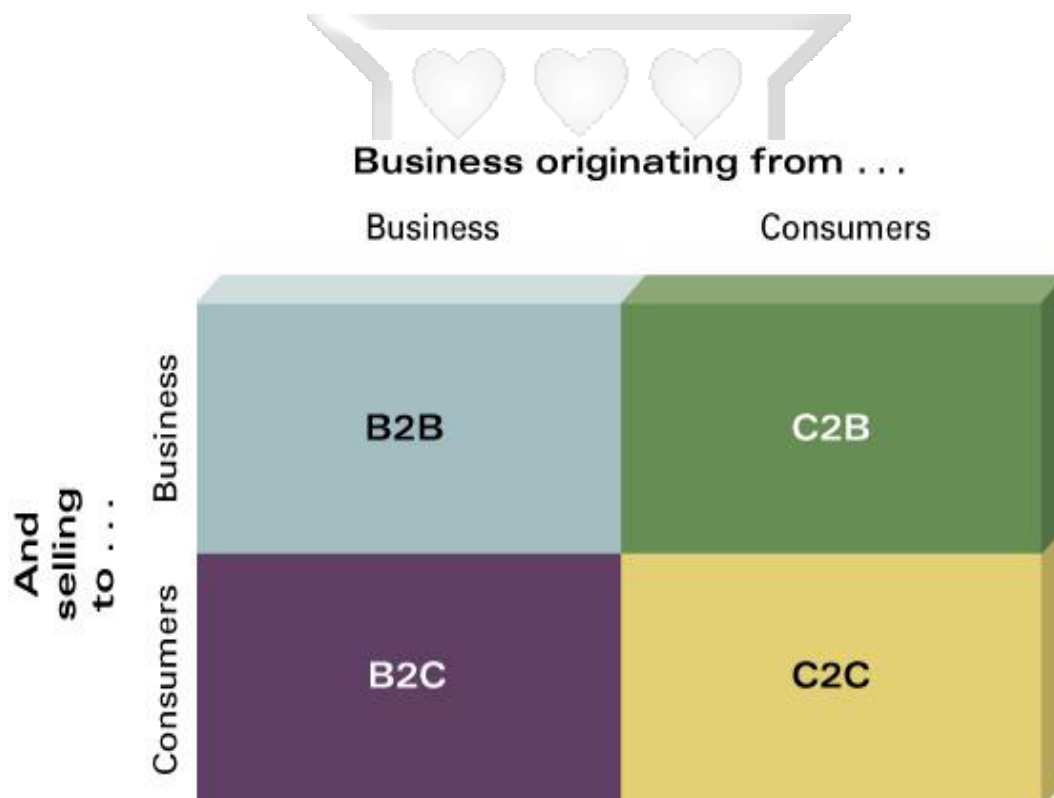 Business originating from . . .
Business
Consumers
And
selling
to . . .
Business
B2B
C2B
Consumers
B2C
C2C